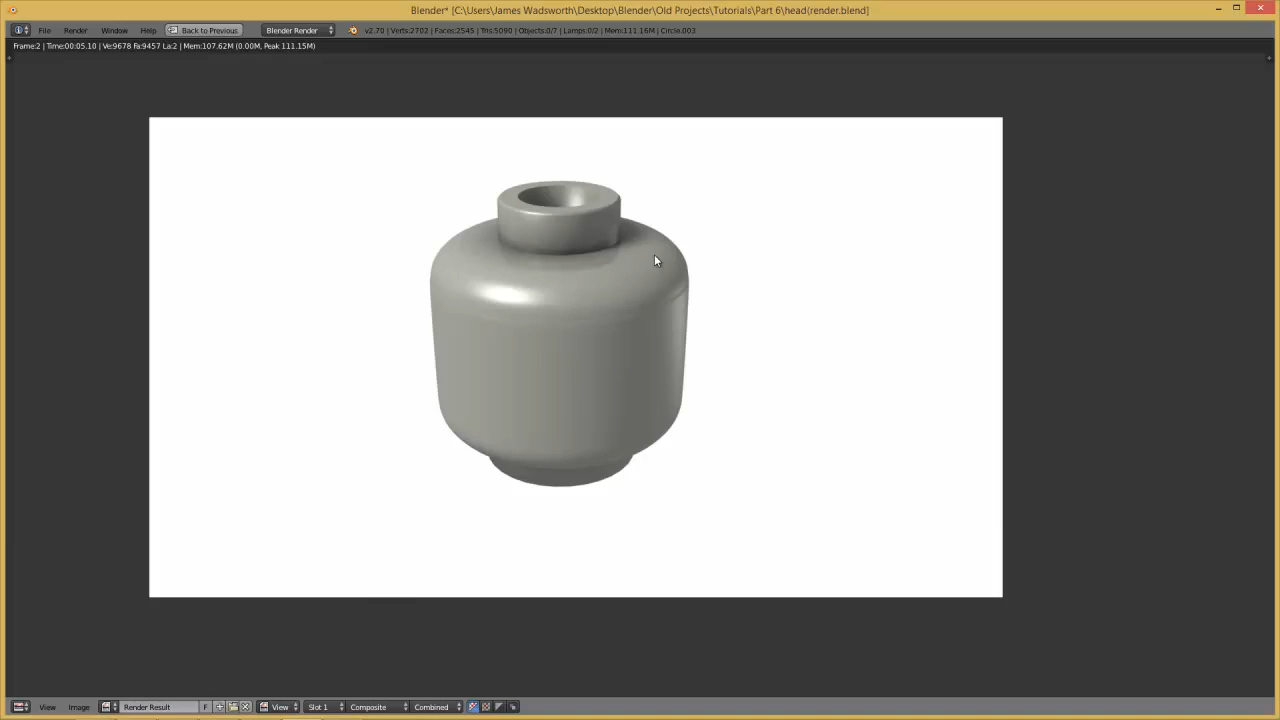 Blender* [C:\Users\James Wadsworth\Desktop\Blender\Old Projects\Tutorials\Part 6\head(render.blend]
File Render Window Help Back to Previous Blender Render v2.70 | Verts:2702 | Faces:2545 | Tris:5090 | Objects:0/7 | Lamps:0/2 | Mem:111.16M | Circle.003
Frame:2 | Time:00:05.10 | Ve:9678 Fa:9457 La:2 | Mem:107.62M (0.00M, Peak 111.15M)
View Image Render Result F View Slot 1 Composite Combined